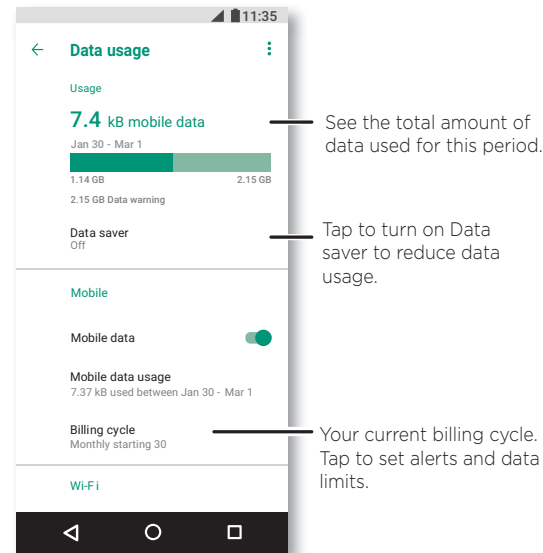 11:35
Data usage
Usage
7.4 kB mobile data
Jan 30 - Mar 1
1.14 GB 2.15 GB
2.15 GB Data warning
Data saver
Off
Mobile
Mobile data
Mobile data usage
7.37 kB used between Jan 30 - Mar 1
Billing cycle
Monthly starting 30
Wi-Fi
See the total amount of
data used for this period.
Tap to turn on Data
saver to reduce data
usage.
Your current billing cycle.
Tap to set alerts and data
limits.